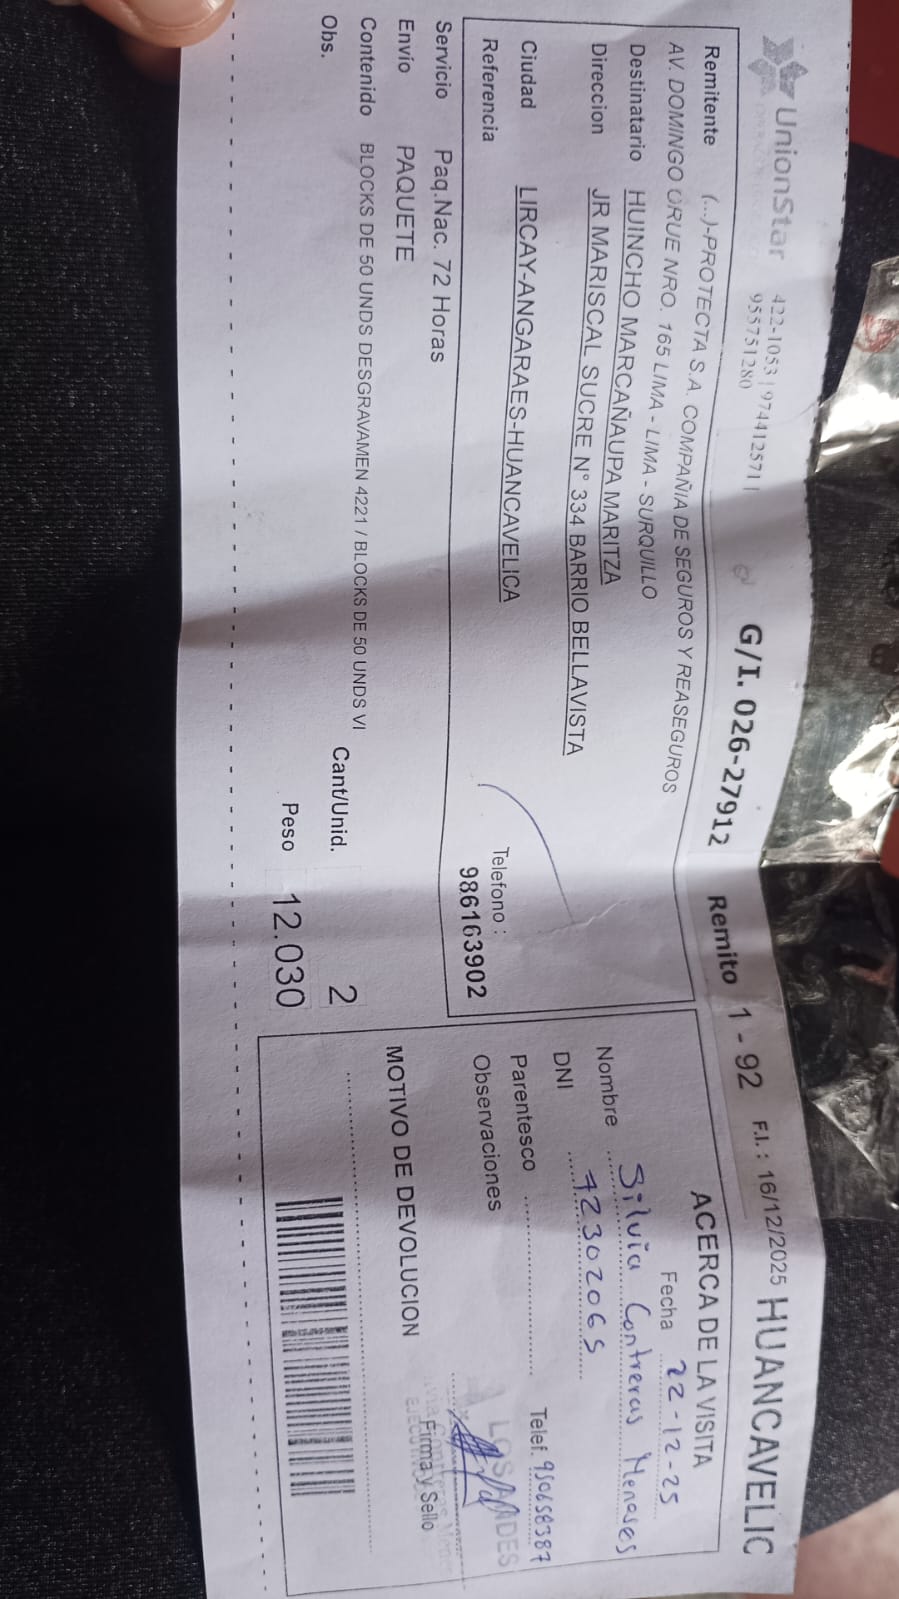 UnionStar 422-1053 | 974412571 |
955751280
G/I. 026-27912 Remito 1 - 92 F.I. : 16/12/2025 HUANCAVELIC
Remitente (...)-PROTECTA S.A. COMPAÑIA DE SEGUROS Y REASEGUROS
AV. DOMINGO ORUE NRO. 165 LIMA - LIMA - SURQUILLO
Destinatario HUINCHO MARCAÑAUPA MARITZA
Direccion JR MARISCAL SUCRE N° 334 BARRIO BELLAVISTA
Ciudad LIRCAY-ANGARAES-HUANCAVELICA
Referencia
Telefono :
986163902
Servicio Paq.Nac. 72 Horas
Envío PAQUETE
Contenido BLOCKS DE 50 UNDS DESGRAVAMEN 4221 / BLOCKS DE 50 UNDS VI
Obs.
Cant/Unid. 2
Peso 12.030
ACERCA DE LA VISITA
Fecha 22-12-25
Nombre Silvia Contreras Meneses
DNI 42302065
Parentesco Telef. 950658387
Observaciones
LOS ANDES
Firma y Sello
MOTIVO DE DEVOLUCION